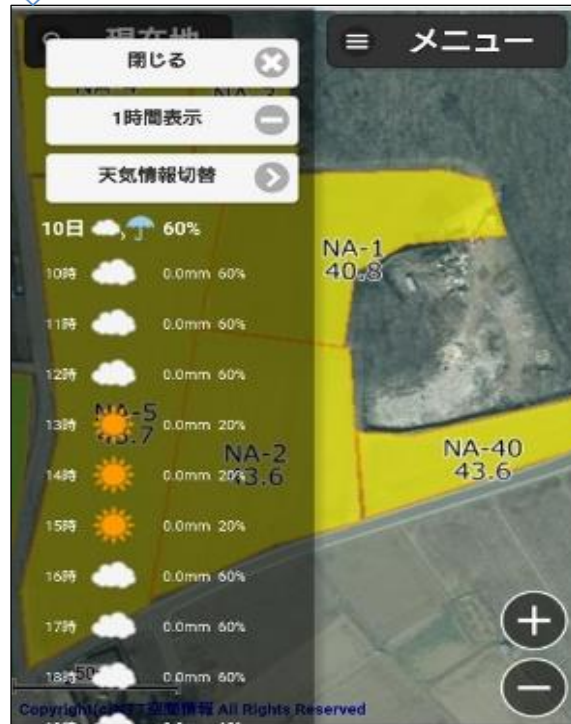 現在地
メニュー
閉じる
1時間表示
天気情報切替
10日 60%
10時 0.0mm 60%
11時 0.0mm 60%
12時 0.0mm 60%
13時 0.0mm 20%
14時 0.0mm 20%
15時 0.0mm 20%
16時 0.0mm 60%
17時 0.0mm 60%
18時 0.0mm 60%
NA-1
40.8
NA-5
NA-2
43.6
NA-40
43.6
50
空間情報 All Rights Reserved